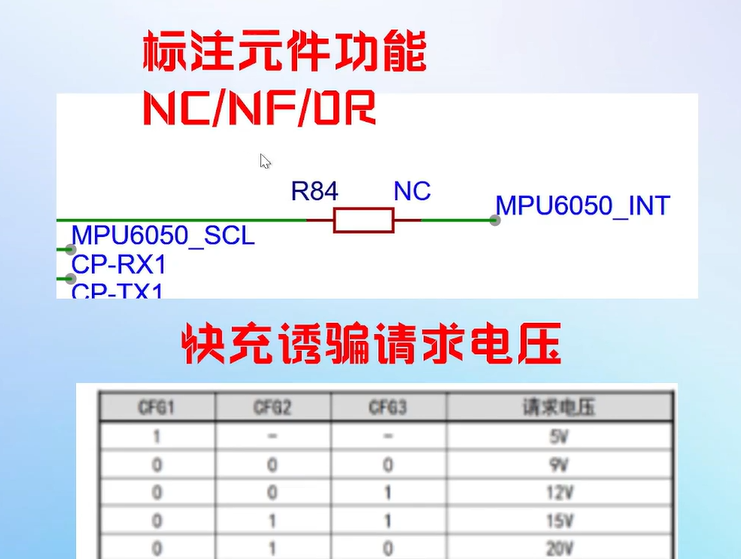 标注元件功能
NC/NF/0R
R84 NC
MPU6050_INT
MPU6050_SCL
CP-RX1
CP-TX1
快充诱骗请求电压
CFG1 CFG2 CFG3 请求电压
1 - - 5V
0 0 0 9V
0 0 1 12V
0 1 1 15V
0 1 0 20V